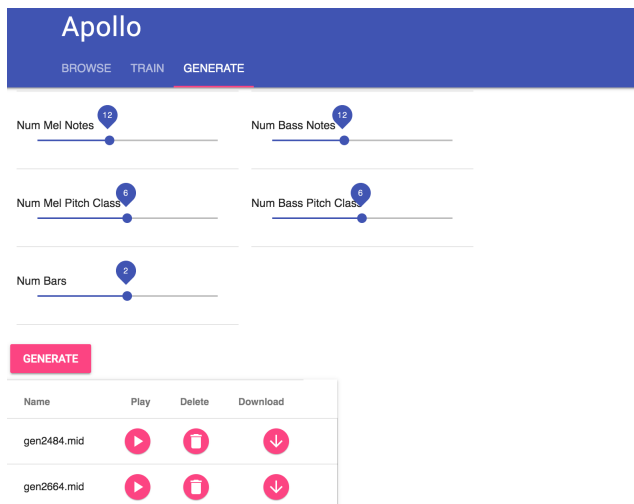 Apollo
BROWSE TRAIN GENERATE
12 12
Num Mel Notes Num Bass Notes
6 6
Num Mel Pitch Class Num Bass Pitch Class
2
Num Bars
GENERATE
Name Play Delete Download
gen2484.mid
gen2664.mid